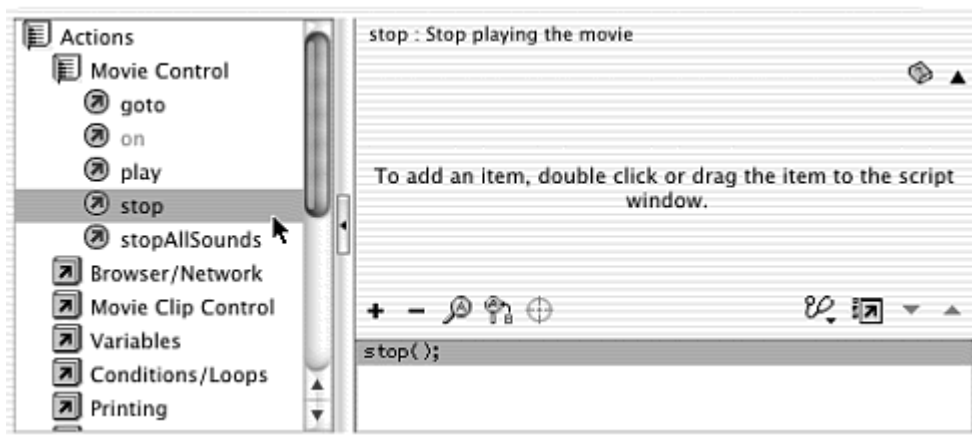 Actions
Movie Control
goto
on
play
stop
stopAllSounds
Browser/Network
Movie Clip Control
Variables
Conditions/Loops
Printing
stop : Stop playing the movie
To add an item, double click or drag the item to the script
window.
stop();